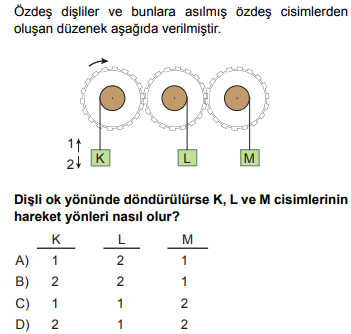 Özdeş dişliler ve bunlara asılmış özdeş cisimlerden
oluşan düzenek aşağıda verilmiştir.
1
2
K
L
M
Dişli ok yönünde döndürülürse K, L ve M cisimlerinin
hareket yönleri nasıl olur?
K L M
A) 1 2 1
B) 2 2 1
C) 1 1 2
D) 2 1 2